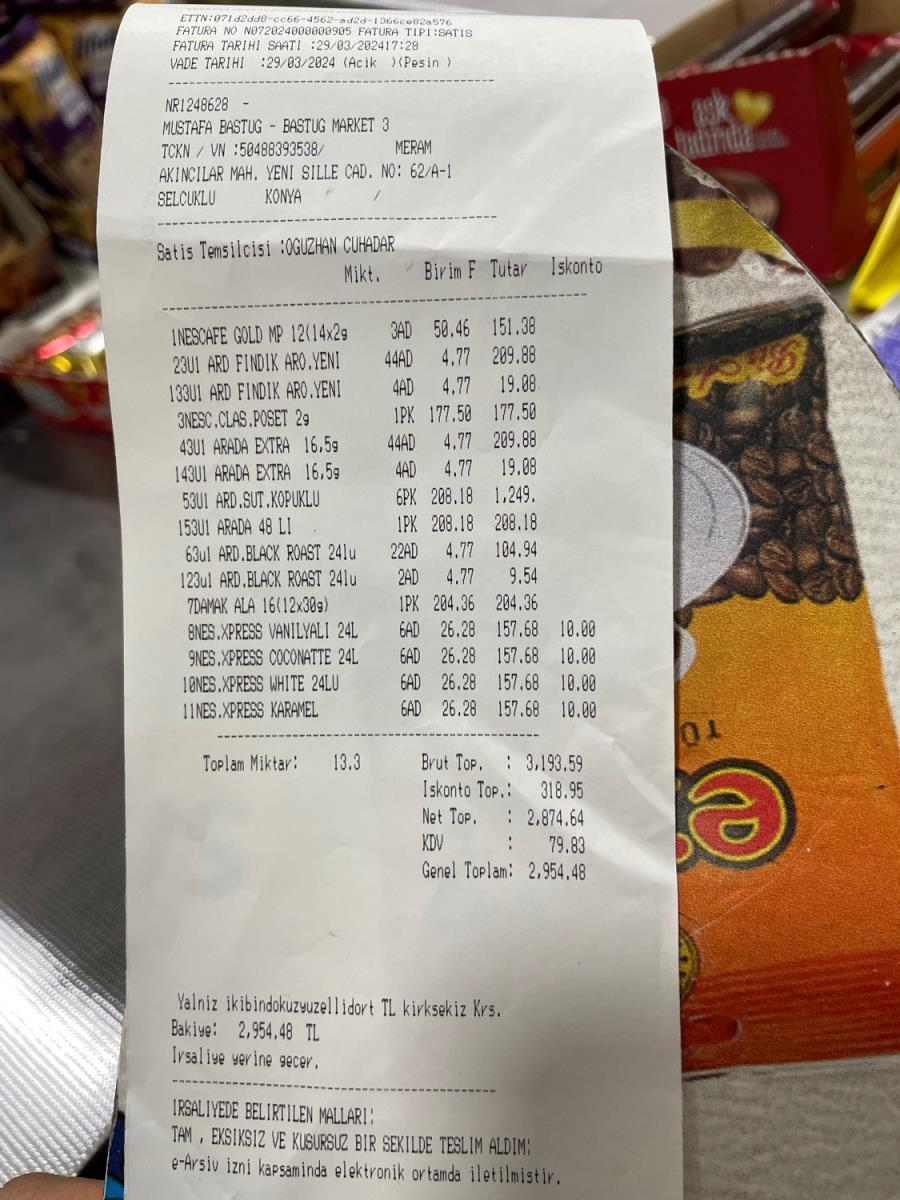 ETTN:071d2dd8-cc66-4562-ad2d-1366ce82a576
FATURA NO N072024000000905 FATURA TIPI:SATIS
FATURA TARIHI SAATI :29/03/202417:28
VADE TARIHI :29/03/2024 (Acik )(Pesin )
NR1248628 -
MUSTAFA BASTUG - BASTUG MARKET 3
TCKN / VN :50488393538/ MERAM
AKINCILAR MAH. YENI SILLE CAD. NO: 62/A-1
SELCUKLU KONYA /
Satis Temsilcisi :OGUZHAN CUHADAR
Mikt. Birim F Tutar Iskonto
1NESCAFE GOLD MP 12(14x2g 3AD 50.46 151.38
23U1 ARD FINDIK ARO.YENI 44AD 4.77 209.88
133U1 ARD FINDIK ARO.YENI 4AD 4.77 19.08
3NESC.CLAS.POSET 2g 1PK 177.50 177.50
43U1 ARADA EXTRA 16,5g 44AD 4.77 209.88
143U1 ARADA EXTRA 16,5g 4AD 4.77 19.08
53U1 ARD.SUT.KOPUKLU 6PK 208.18 1,249.
153U1 ARADA 48 LI 1PK 208.18 208.18
63u1 ARD.BLACK ROAST 24lu 22AD 4.77 104.94
123u1 ARD.BLACK ROAST 24lu 2AD 4.77 9.54
7DAMAK ALA 16(12x30g) 1PK 204.36 204.36
8NES.XPRESS VANILYALI 24L 6AD 26.28 157.68 10.00
9NES.XPRESS COCONATTE 24L 6AD 26.28 157.68 10.00
10NES.XPRESS WHITE 24LU 6AD 26.28 157.68 10.00
11NES.XPRESS KARAMEL 6AD 26.28 157.68 10.00
Toplam Miktar: 13.3 Brut Top. : 3,193.59
Iskonto Top.: 318.95
Net Top. : 2,874.64
KDV : 79.83
Genel Toplam: 2,954.48
Yalniz ikibindokuzyuzellidort TL kirksekiz Krs.
Bakiye: 2,954.48 TL
Irsaliye yerine gecer.
IRSALIYEDE BELIRTILEN MALLARI;
TAM , EKSIKSIZ VE KUSURSUZ BIR SEKILDE TESLIM ALDIM;
e-Arsiv izni kapsaminda elektronik ortamda iletilmistir.
ask